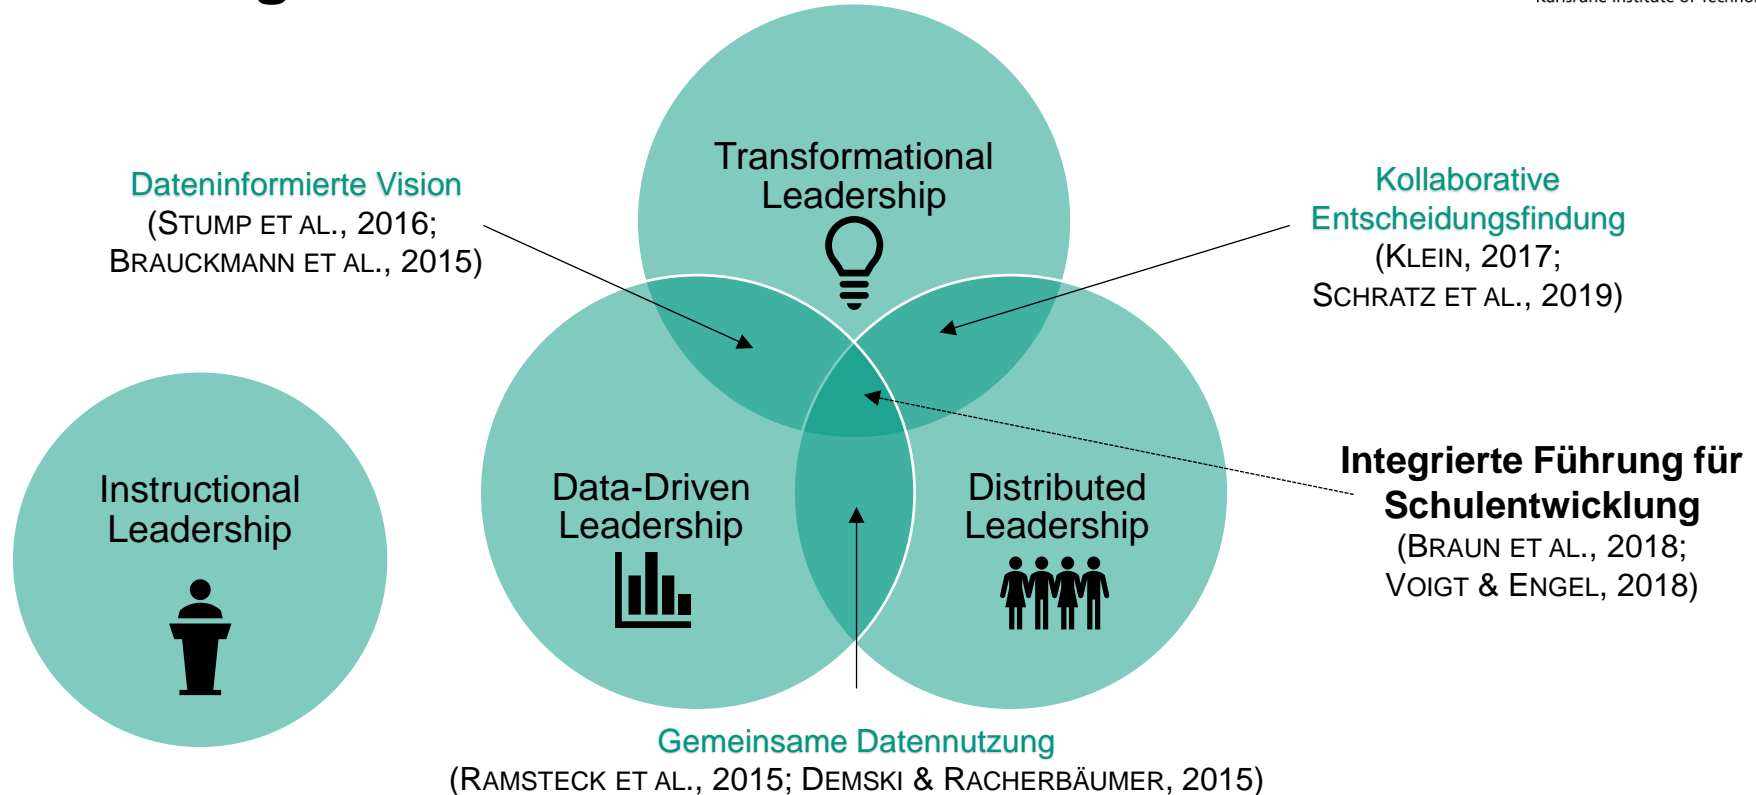 Transformational
Leadership
Dateninformierte Vision
(STUMP ET AL., 2016;
BRAUCKMANN ET AL., 2015)
Kollaborative
Entscheidungsfindung
(KLEIN, 2017;
SCHRATZ ET AL., 2019)
Instructional
Leadership
Data-Driven
Leadership
Distributed
Leadership
Integrierte Führung für
Schulentwicklung
(BRAUN ET AL., 2018;
VOIGT & ENGEL, 2018)
Gemeinsame Datennutzung
(RAMSTECK ET AL., 2015; DEMSKI & RACHERBÄUMER, 2015)